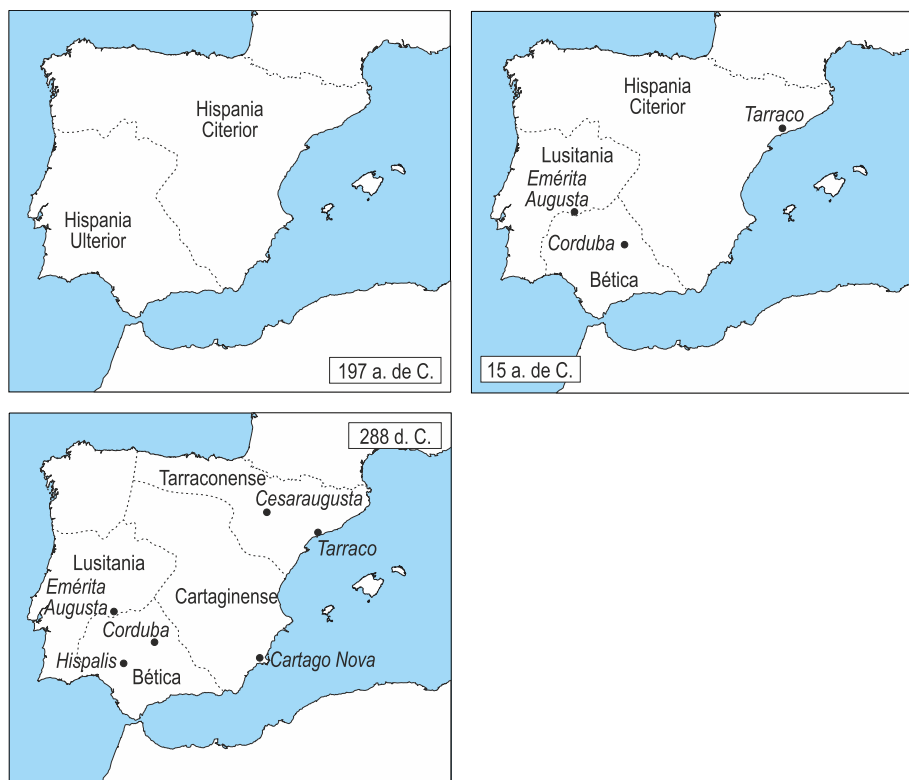 Hispania
Citerior
Hispania
Ulterior
197 a. de C.
Hispania
Citerior
Tarraco
Lusitania
Emérita
Augusta
Corduba
Bética
15 a. de C.
288 d. C.
Tarraconense
Cesaraugusta
Tarraco
Lusitania
Emérita
Augusta
Cartaginense
Corduba
Hispalis
Bética
Cartago Nova